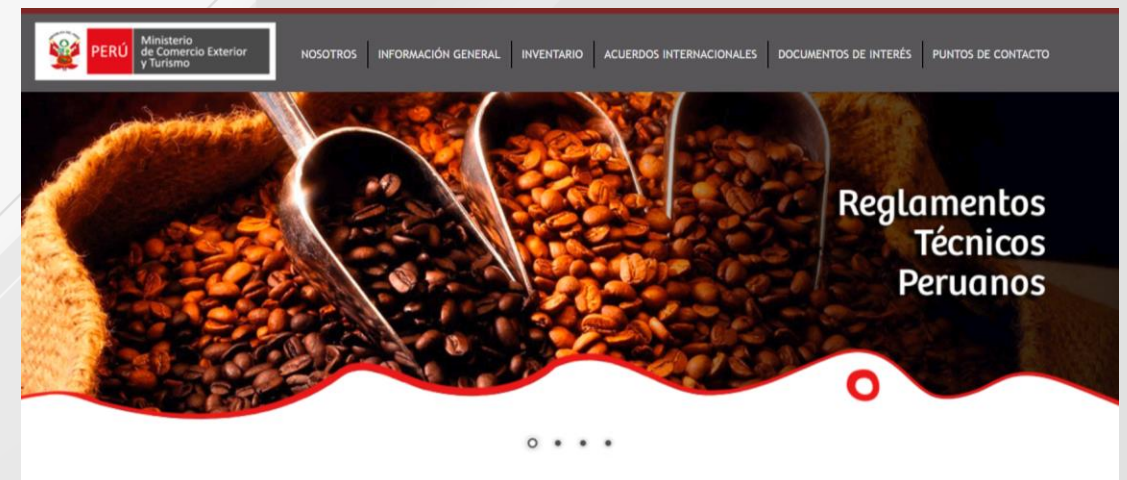 PERÚ
Ministerio
de Comercio Exterior
y Turismo
NOSOTROS
INFORMACIÓN GENERAL
INVENTARIO
ACUERDOS INTERNACIONALES
DOCUMENTOS DE INTERÉS
PUNTOS DE CONTACTO
Reglamentos
Técnicos
Peruanos